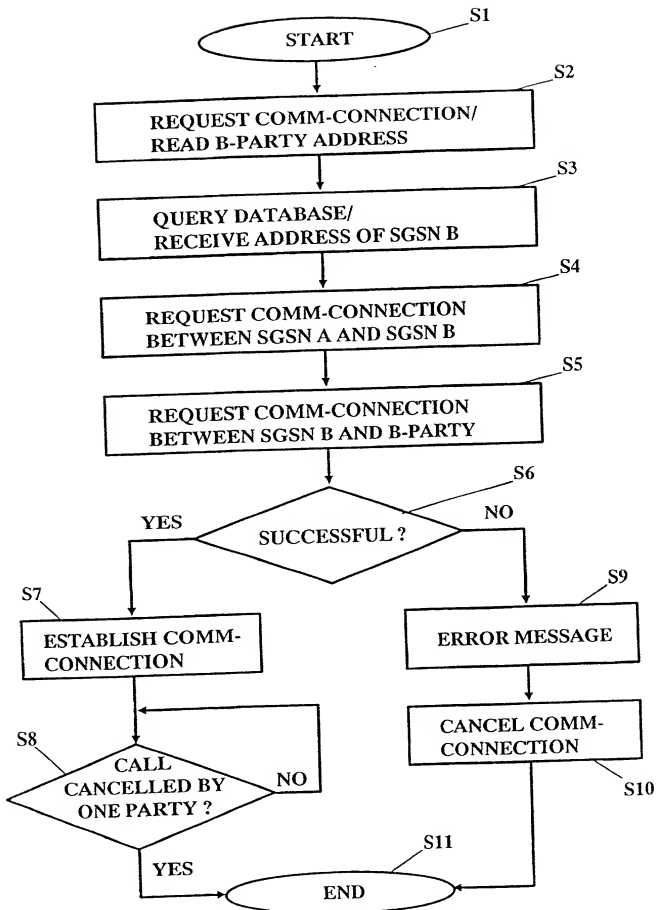 S1
START
S2
REQUEST COMM-CONNECTION/
READ B-PARTY ADDRESS
S3
QUERY DATABASE/
RECEIVE ADDRESS OF SGSN B
S4
REQUEST COMM-CONNECTION
BETWEEN SGSN A AND SGSN B
S5
REQUEST COMM-CONNECTION
BETWEEN SGSN B AND B-PARTY
S6
YES
SUCCESSFUL ?
NO
S7
ESTABLISH COMM-
CONNECTION
S9
ERROR MESSAGE
S8
CALL
CANCELLED BY
ONE PARTY ?
NO
CANCEL COMM-
CONNECTION
S10
YES
S11
END